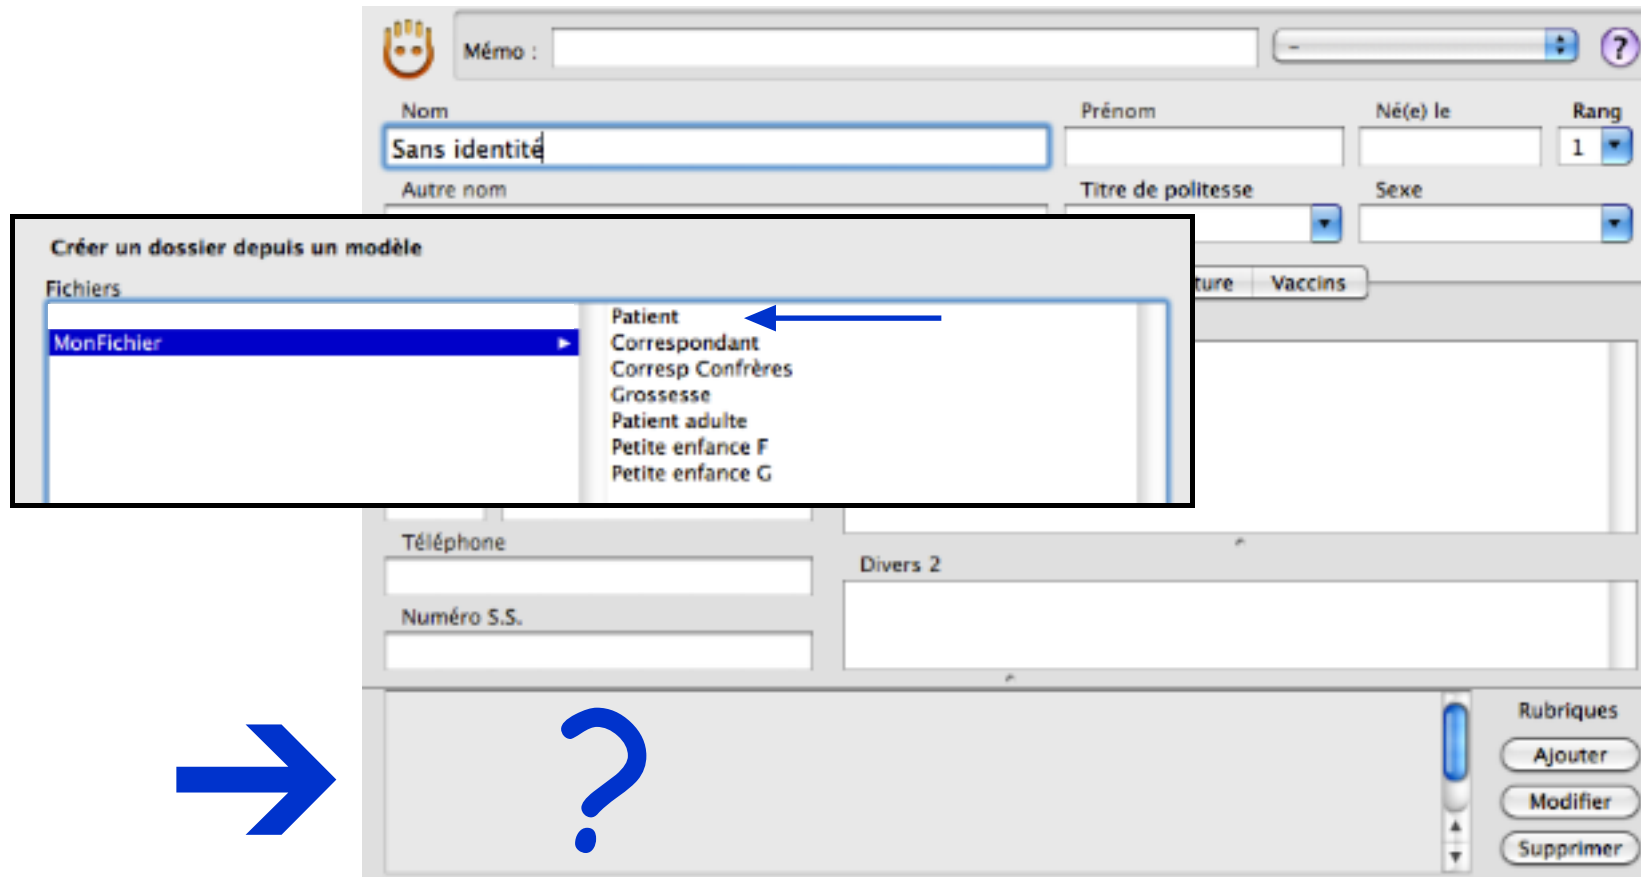 Mémo :
-
?
Nom
Prénom
Né(e) le
Rang
Sans identité
1
Autre nom
Titre de politesse
Sexe
Créer un dossier depuis un modèle
Fichiers
ture
Vaccins
MonFichier
Patient
Correspondant
Corresp Confrères
Grossesse
Patient adulte
Petite enfance F
Petite enfance G
Téléphone
Divers 2
Numéro S.S.
?
Rubriques
Ajouter
Modifier
Supprimer